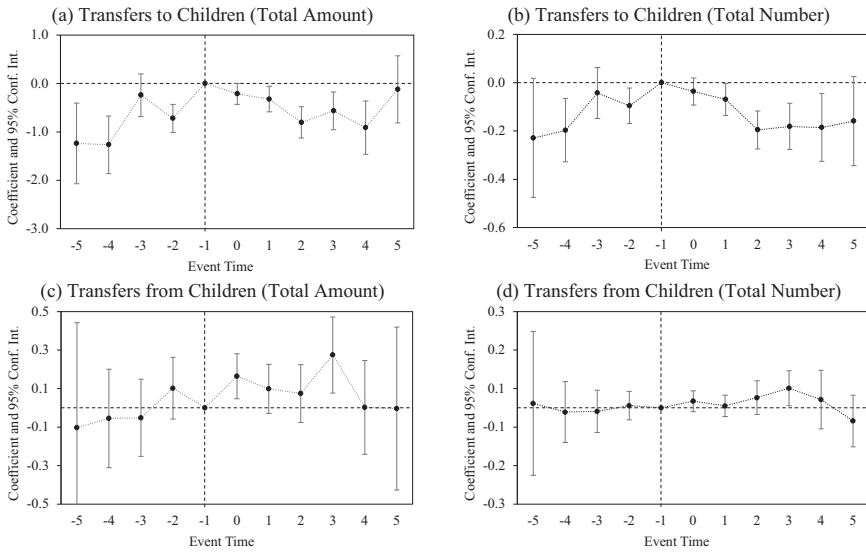 (a) Transfers to Children (Total Amount)
Coefficient and 95% Conf. Int.
1.0
0.0
-1.0
-2.0
-3.0
-5 -4 -3 -2 -1 0 1 2 3 4 5
Event Time
(b) Transfers to Children (Total Number)
Coefficient and 95% Conf. Int.
0.2
0.0
-0.2
-0.4
-0.6
-5 -4 -3 -2 -1 0 1 2 3 4 5
Event Time
(c) Transfers from Children (Total Amount)
Coefficient and 95% Conf. Int.
0.5
0.3
0.1
-0.1
-0.3
-0.5
-5 -4 -3 -2 -1 0 1 2 3 4 5
Event Time
(d) Transfers from Children (Total Number)
Coefficient and 95% Conf. Int.
0.3
0.2
0.1
-0.1
-0.2
-0.3
-5 -4 -3 -2 -1 0 1 2 3 4 5
Event Time